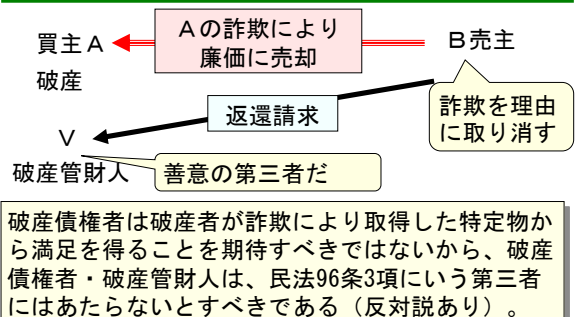 Aの詐欺により
廉価に売却
買主A
B売主
破産
返還請求
詐欺を理由
に取り消す
V
破産管財人
善意の第三者だ
破産債権者は破産者が詐欺により取得した特定物か
ら満足を得ることを期待すべきではないから、破産
債権者・破産管財人は、民法96条3項にいう第三者
にはあたらないとすべきである（反対説あり）。